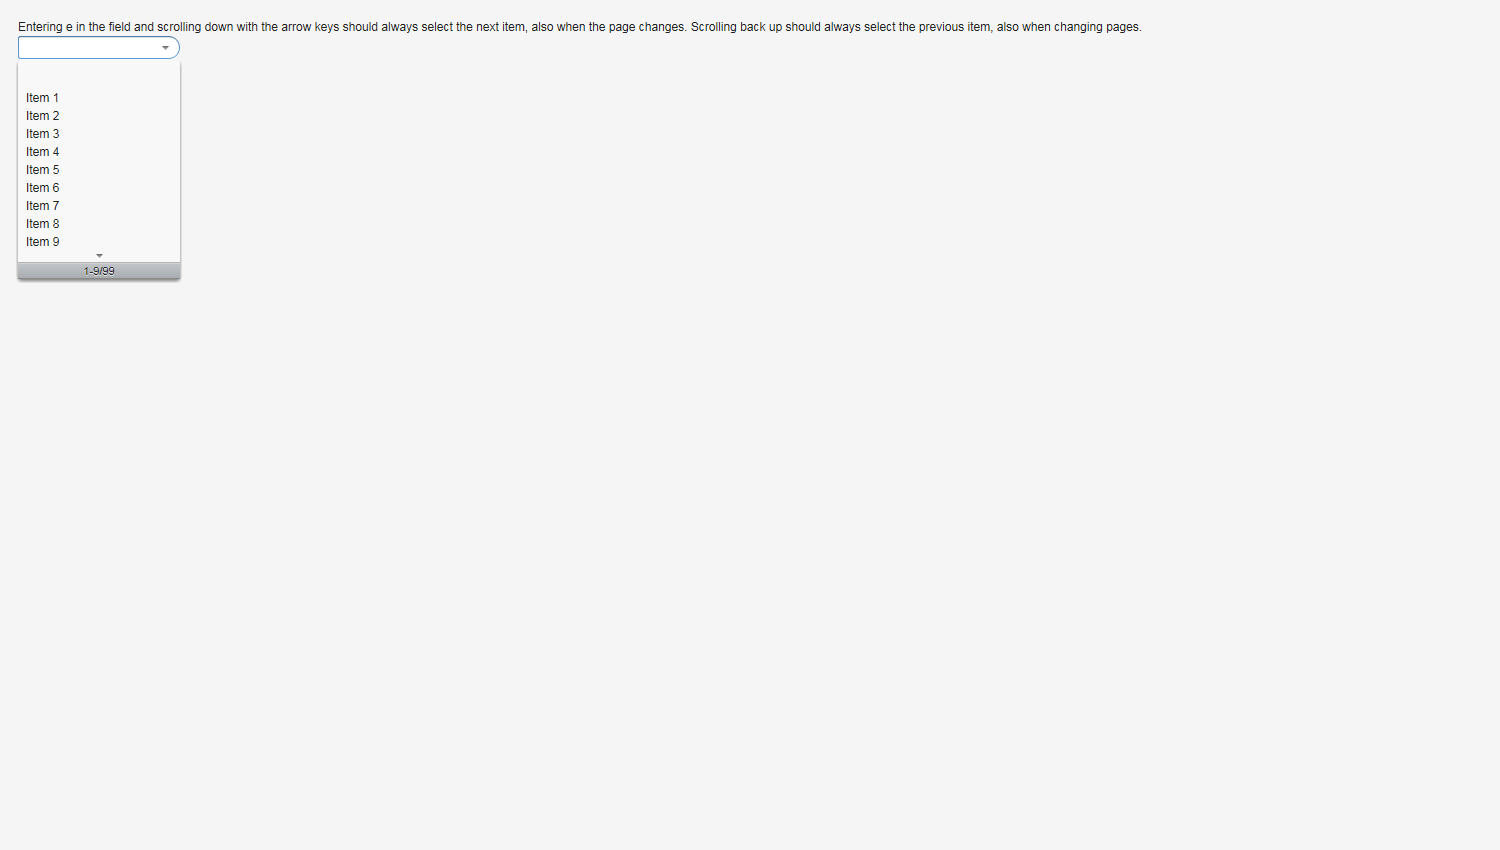 Entering e in the field and scrolling down with the arrow keys should always select the next item, also when the page changes. Scrolling back up should always select the previous item, also when changing pages.
Item 1
Item 2
Item 3
Item 4
Item 5
Item 6
Item 7
Item 8
Item 9
1-9/99